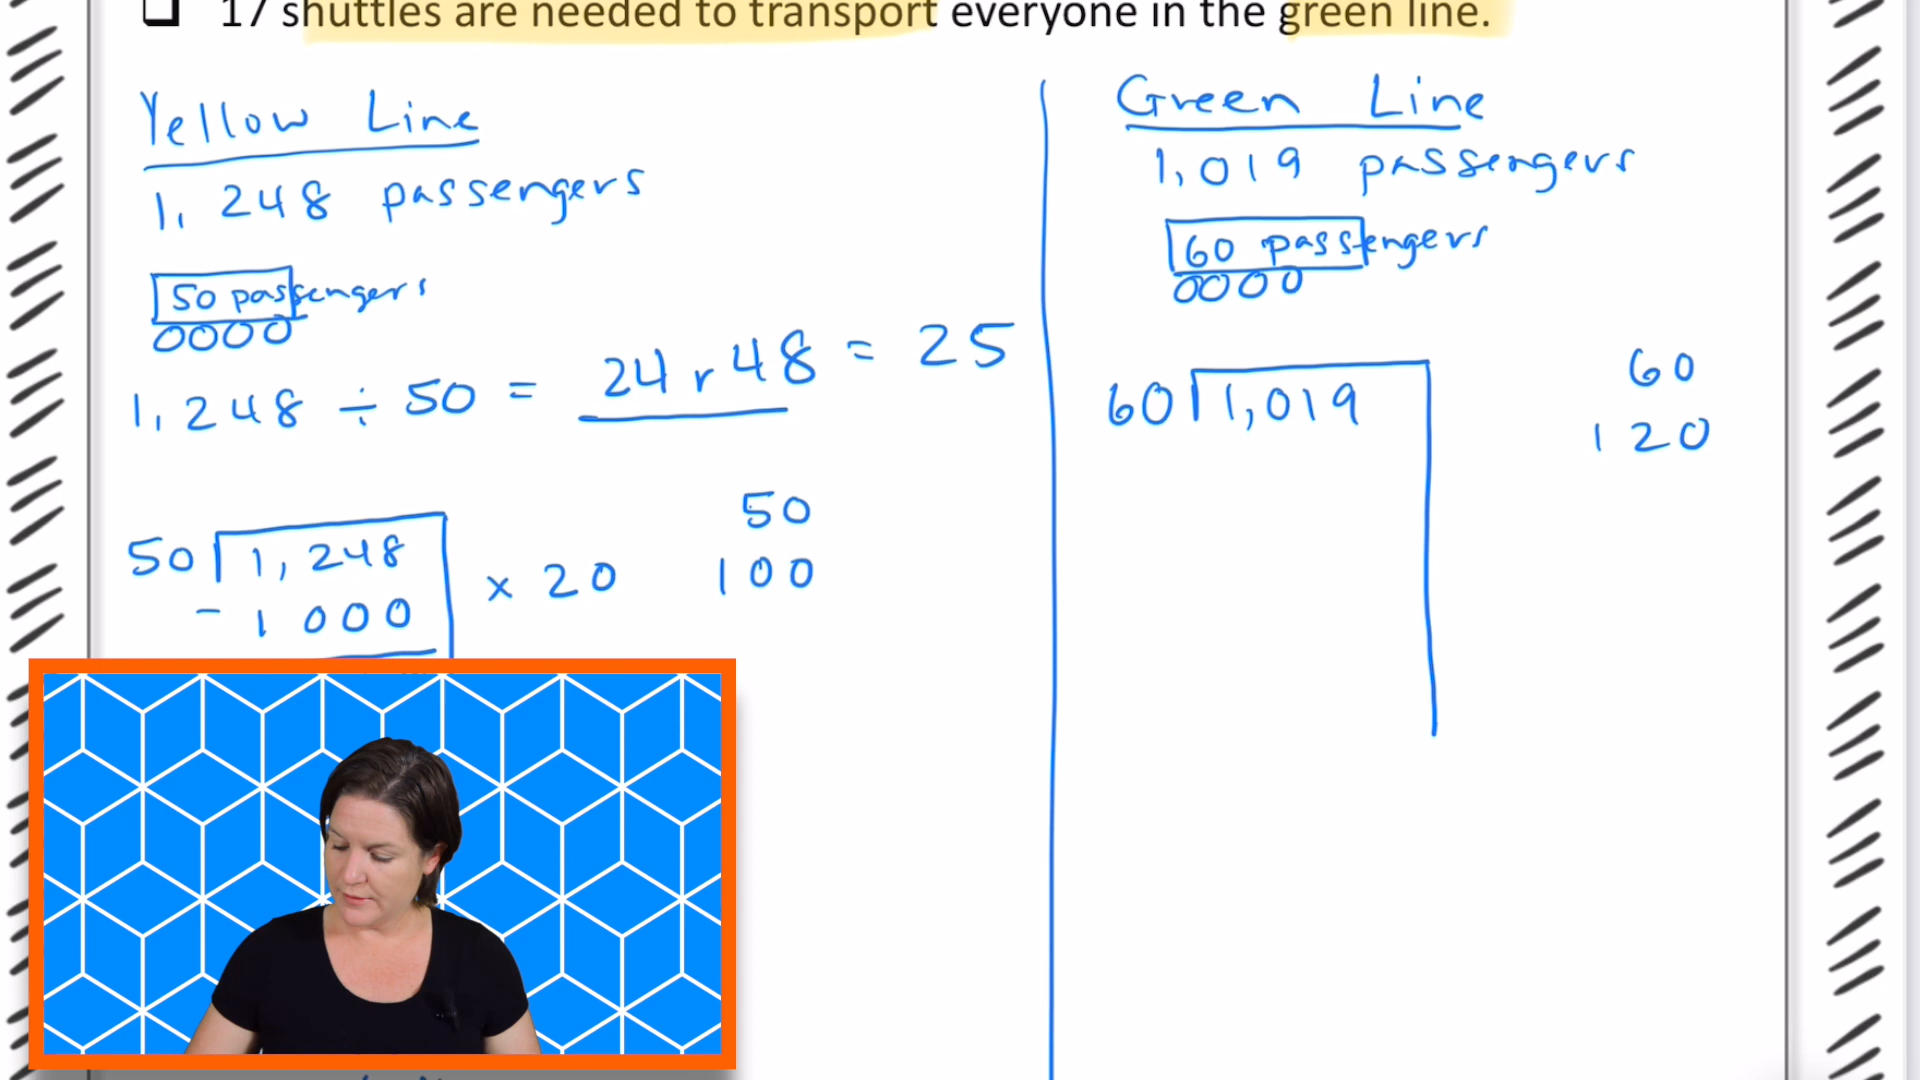 17 shuttles are needed to transport everyone in the green line.
Yellow Line
1,248 passengers
50 passengers
1,248 ÷ 50 = 24 r 48 = 25
50 1,248 × 20
- 1000
50
100
Green Line
1,019 passengers
60 passengers
60 1,019
60
120